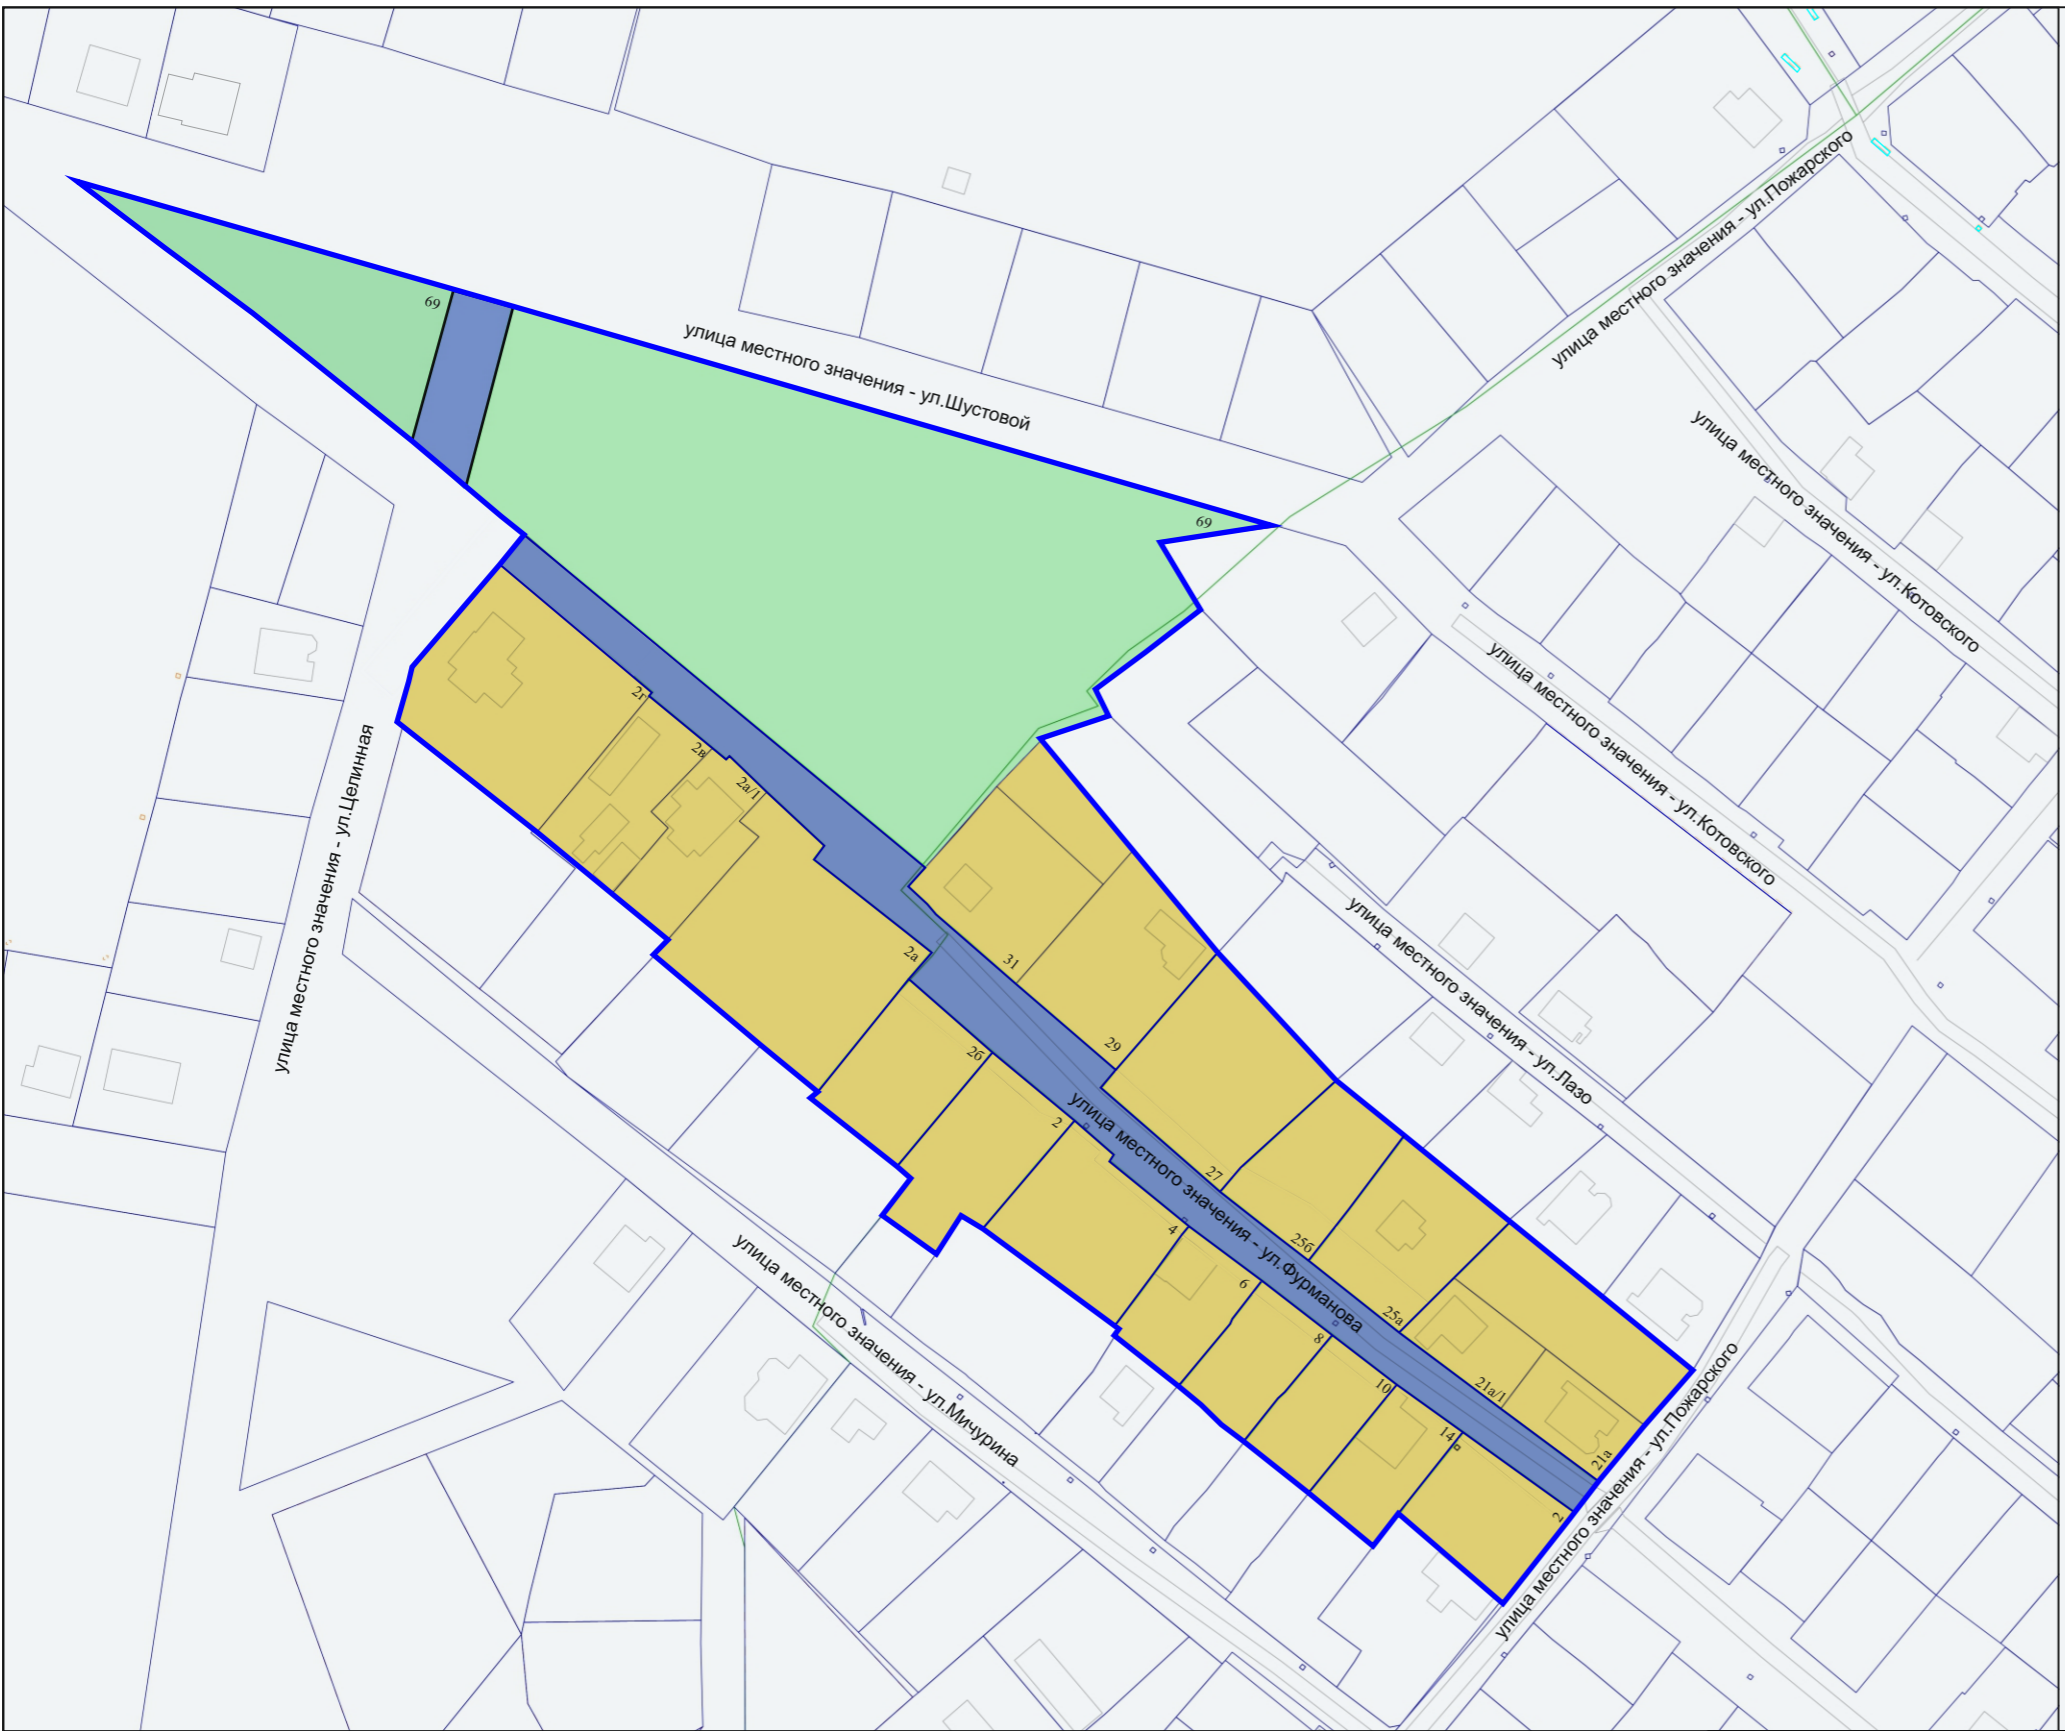 улица местного значения - ул.Пожарского
69
улица местного значения - ул.Шустовой
улица местного значения - ул.Котовского
69
улица местного значения - ул.Котовского
2г
2в
2а/1
улица местного значения - ул.Целинная
улица местного значения - ул.Лазо
2а
31
29
2б
2
улица местного значения - ул.Фурманова
27
4
25б
6
25а
8
улица местного значения - ул.Мичурина
10
21а/1
14
21а
2
улица местного значения - ул.Пожарского